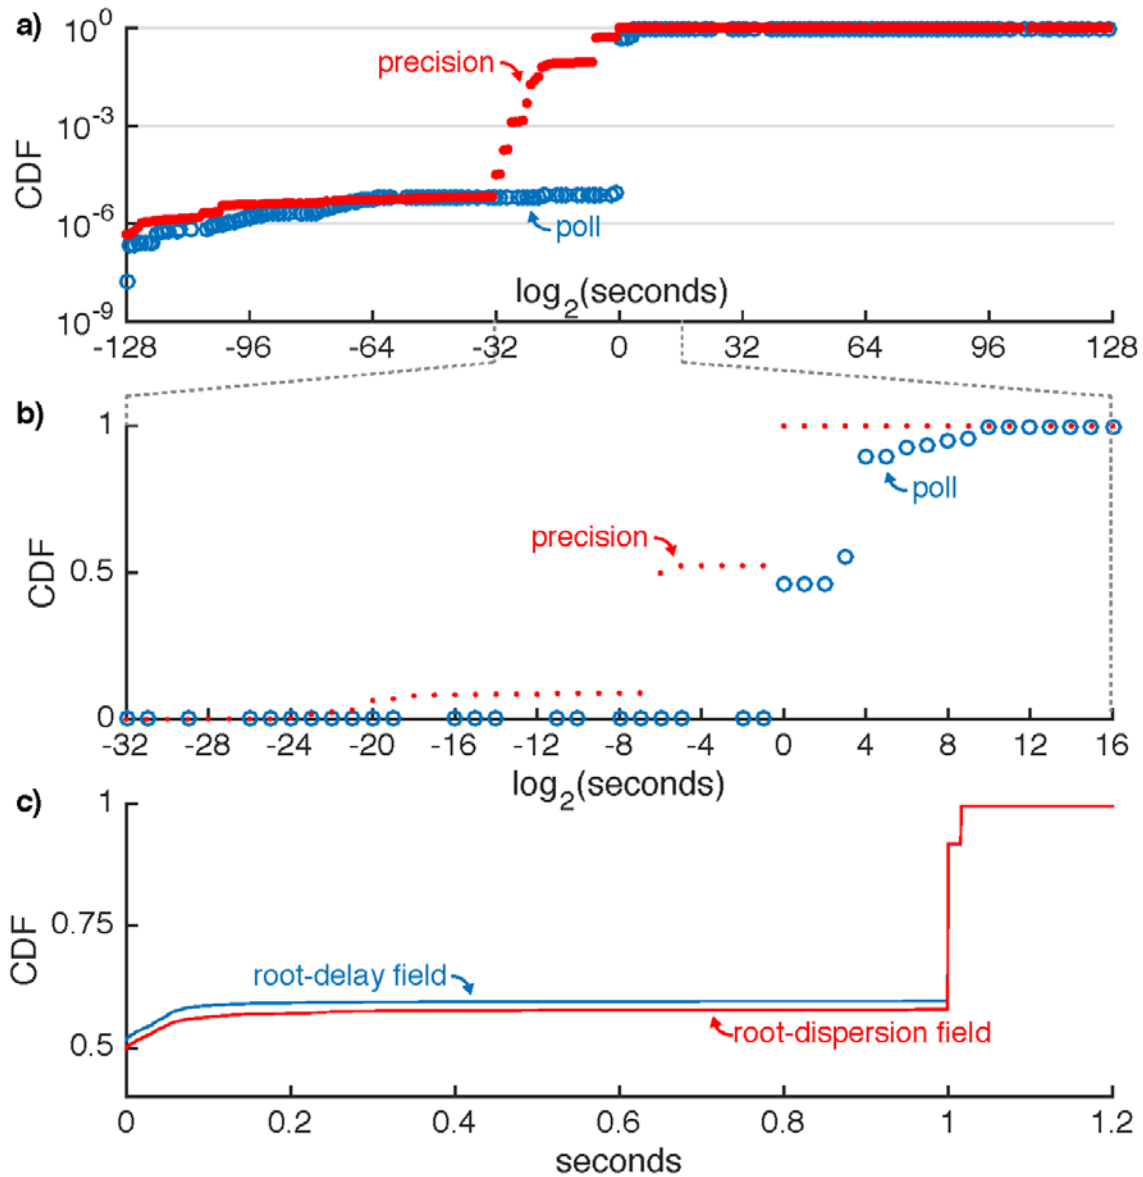 a)
10^0
precision
10^-3
CDF
10^-6
poll
log_2(seconds)
10^-9
-128 -96 -64 -32 0 32 64 96 128
b)
1
poll
precision
0.5
CDF
0
-32 -28 -24 -20 -16 -12 -8 -4 0 4 8 12 16
log_2(seconds)
c)
1
0.75
CDF
root-delay field
root-dispersion field
0.5
0 0.2 0.4 0.6 0.8 1 1.2
seconds